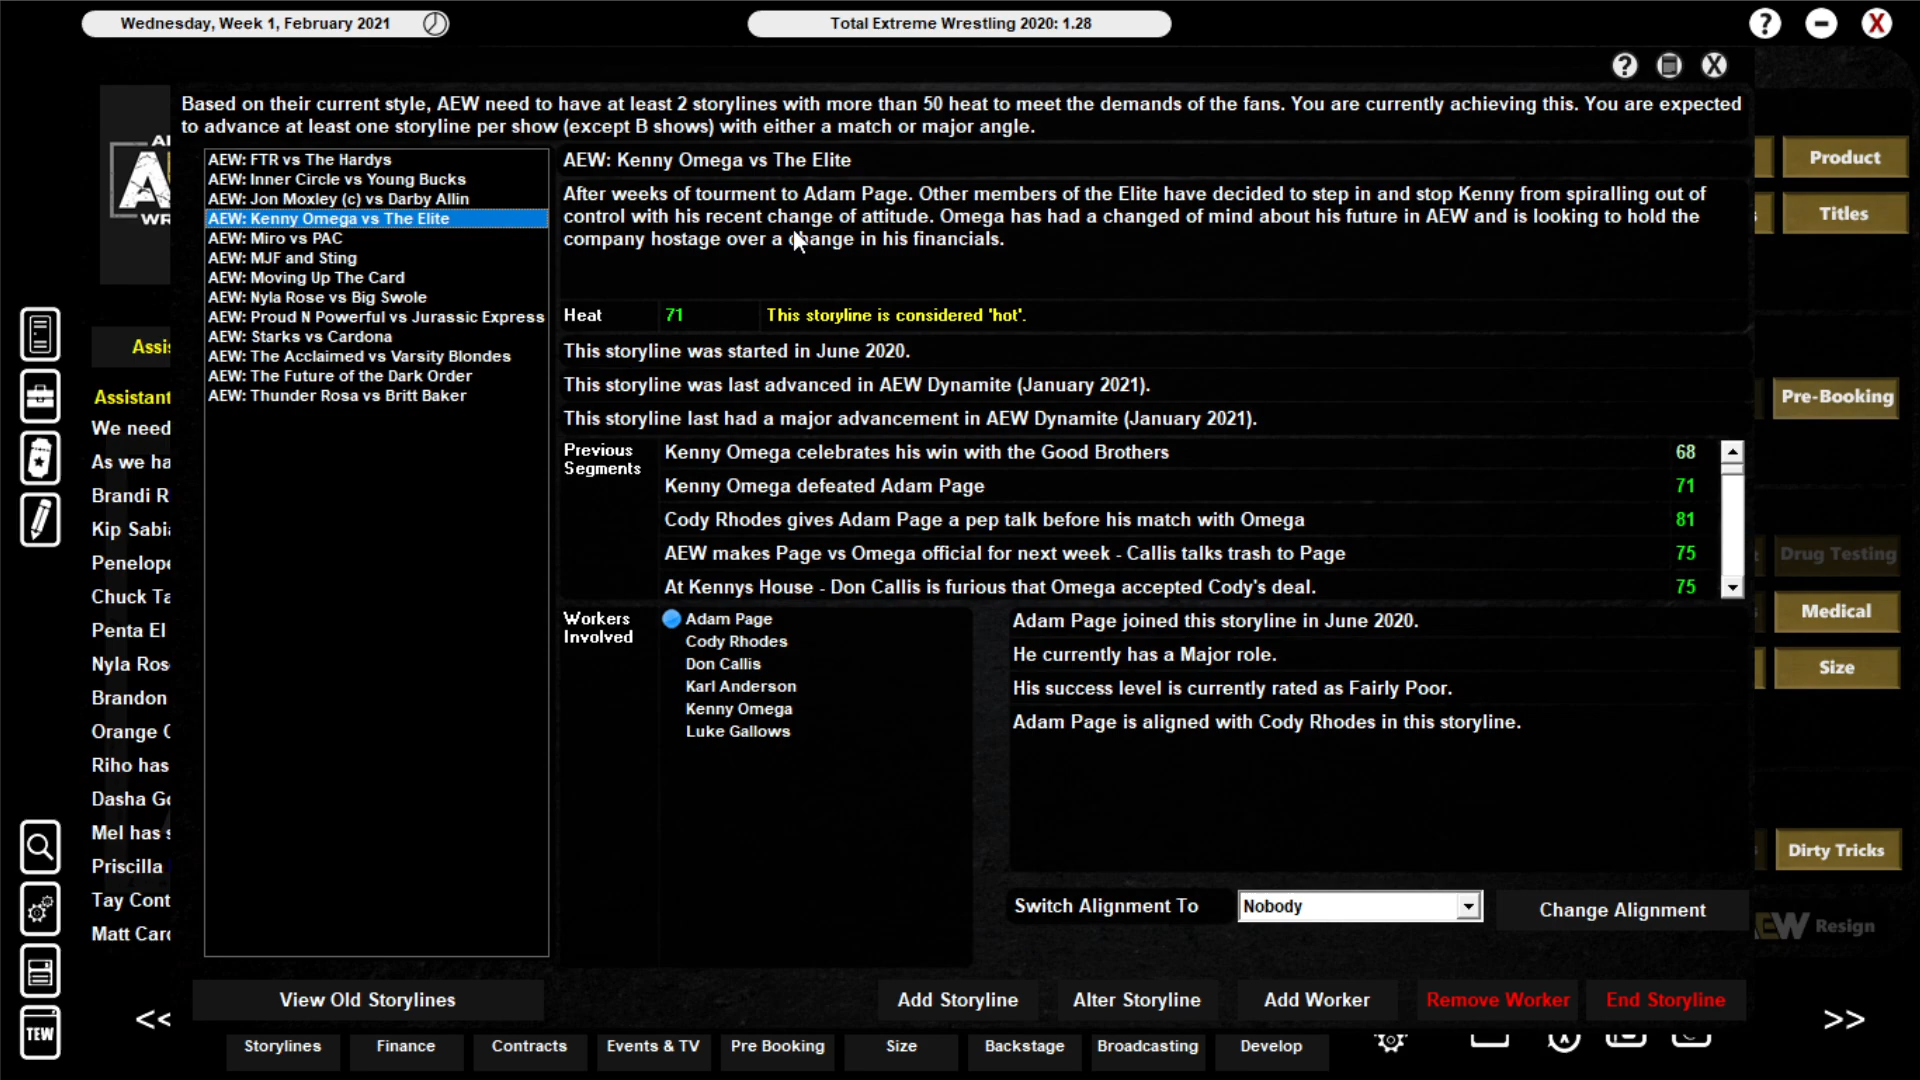 Wednesday, Week 1, February 2021
Total Extreme Wrestling 2020: 1.28
Based on their current style, AEW need to have at least 2 storylines with more than 50 heat to meet the demands of the fans. You are currently achieving this. You are expected
to advance at least one storyline per show (except B shows) with either a match or major angle.
AEW: FTR vs The Hardys
AEW: Inner Circle vs Young Bucks
AEW: Jon Moxley (c) vs Darby Allin
AEW: Kenny Omega vs The Elite
AEW: Miro vs PAC
AEW: MJF and Sting
AEW: Moving Up The Card
AEW: Nyla Rose vs Big Swole
AEW: Proud N Powerful vs Jurassic Express
AEW: Starks vs Cardona
AEW: The Acclaimed vs Varsity Blondes
AEW: The Future of the Dark Order
AEW: Thunder Rosa vs Britt Baker
AEW: Kenny Omega vs The Elite
After weeks of tourment to Adam Page. Other members of the Elite have decided to step in and stop Kenny from spiralling out of
control with his recent change of attitude. Omega has had a changed of mind about his future in AEW and is looking to hold the
company hostage over a change in his financials.
Heat 71 This storyline is considered 'hot'.
This storyline was started in June 2020.
This storyline was last advanced in AEW Dynamite (January 2021).
This storyline last had a major advancement in AEW Dynamite (January 2021).
Previous
Segments
Kenny Omega celebrates his win with the Good Brothers 68
Kenny Omega defeated Adam Page 71
Cody Rhodes gives Adam Page a pep talk before his match with Omega 81
AEW makes Page vs Omega official for next week - Callis talks trash to Page 75
At Kennys House - Don Callis is furious that Omega accepted Cody's deal. 75
Workers
Involved
Adam Page
Cody Rhodes
Don Callis
Karl Anderson
Kenny Omega
Luke Gallows
Adam Page joined this storyline in June 2020.
He currently has a Major role.
His success level is currently rated as Fairly Poor.
Adam Page is aligned with Cody Rhodes in this storyline.
Switch Alignment To
Nobody
Change Alignment
View Old Storylines
Add Storyline
Alter Storyline
Add Worker
Remove Worker
End Storyline
Assis
Assistant
We need
As we ha
Brandi R
Kip Sabi
Penelope
Chuck Ta
Penta El
Nyla Ros
Brandon
Orange C
Riho has
Dasha Go
Mel has s
Priscilla
Tay Cont
Matt Card
Product
Titles
Pre-Booking
Drug Testing
Medical
Size
Dirty Tricks
EW Resign
TEW
<<
>>
Storylines
Finance
Contracts
Events & TV
Pre Booking
Size
Backstage
Broadcasting
Develop